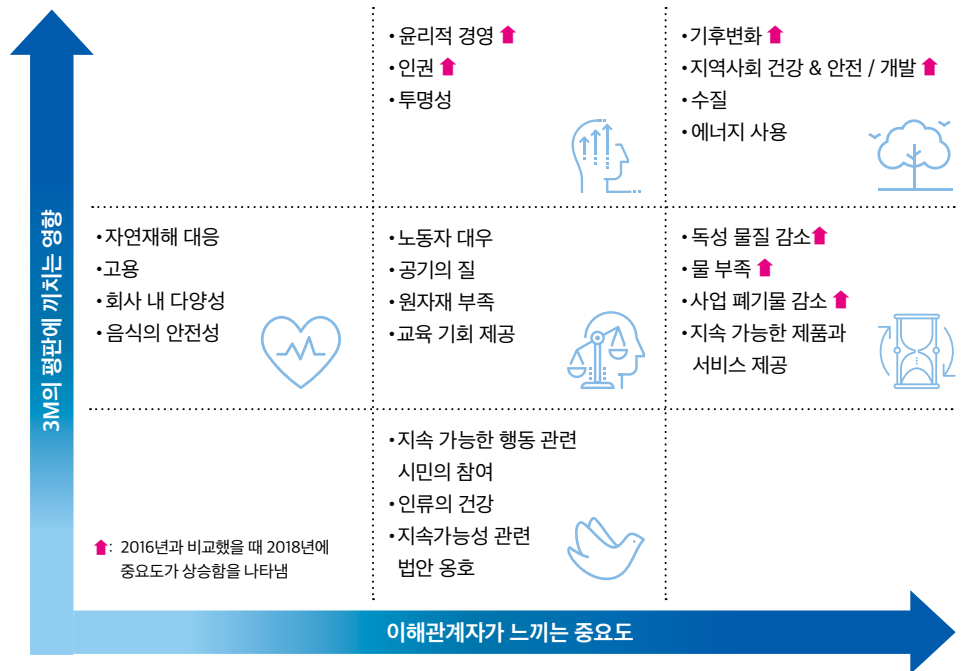 3M의 평판에 끼치는 영향
• 윤리적 경영
• 인권
• 투명성
• 기후변화
• 지역사회 건강 & 안전 / 개발
• 수질
• 에너지 사용
• 자연재해 대응
• 고용
• 회사 내 다양성
• 음식의 안전성
• 노동자 대우
• 공기의 질
• 원자재 부족
• 교육 기회 제공
• 독성 물질 감소
• 물 부족
• 사업 폐기물 감소
• 지속 가능한 제품과
서비스 제공
• 지속 가능한 행동 관련
시민의 참여
• 인류의 건강
• 지속가능성 관련
법안 옹호
: 2016년과 비교했을 때 2018년에
중요도가 상승함을 나타냄
이해관계자가 느끼는 중요도